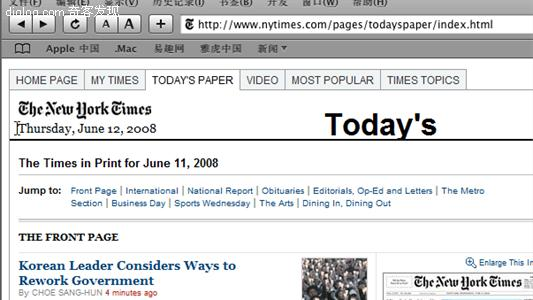 diglog.com 奇客发现
http://www.nytimes.com/pages/todayspaper/index.html
Apple 中国 .Mac 易趣网 雅虎中国 新闻
HOME PAGE MY TIMES TODAY'S PAPER VIDEO MOST POPULAR TIMES TOPICS
The New York Times
Thursday, June 12, 2008
Today's
The Times in Print for June 11, 2008
Jump to: Front Page | International | National Report | Obituaries | Editorials, Op-Ed and Letters | The Metro
Section | Business Day | Sports Wednesday | The Arts | Dining In, Dining Out
THE FRONT PAGE
Korean Leader Considers Ways to
Rework Government
By CHOE SANG-HUN 4 minutes ago
Enlarge This Im
The New York Times